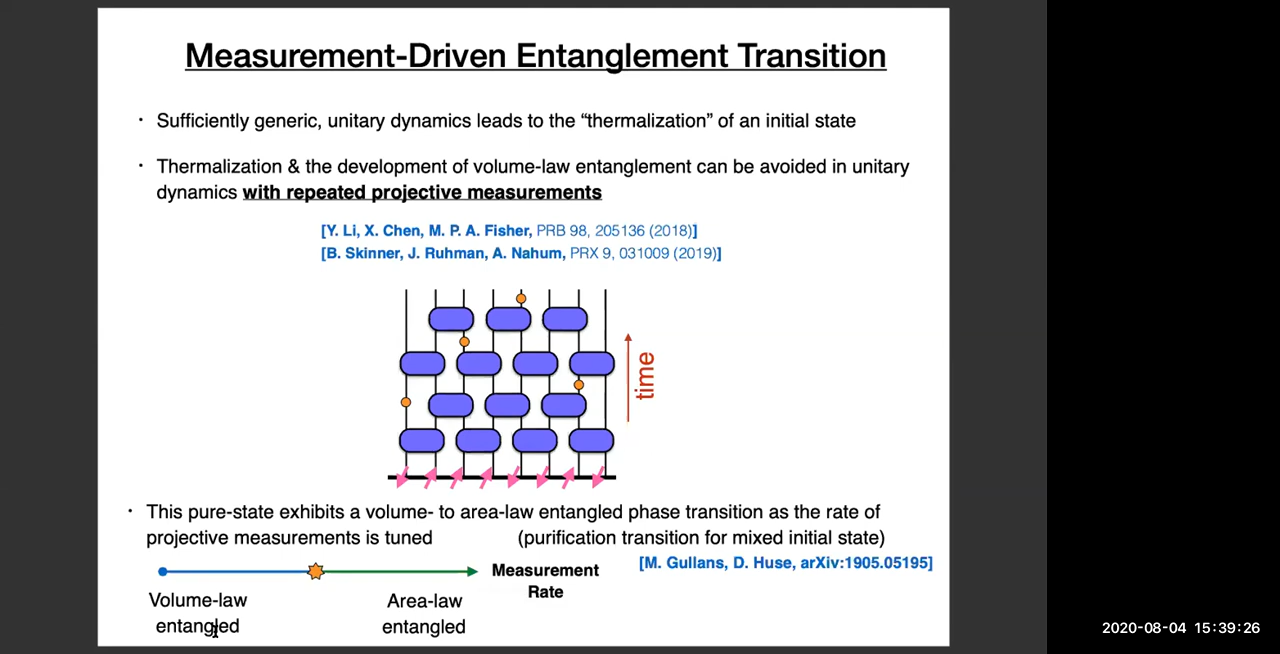 Measurement-Driven Entanglement Transition
· Sufficiently generic, unitary dynamics leads to the “thermalization” of an initial state
· Thermalization & the development of volume-law entanglement can be avoided in unitary
dynamics with repeated projective measurements
[Y. Li, X. Chen, M. P. A. Fisher, PRB 98, 205136 (2018)]
[B. Skinner, J. Ruhman, A. Nahum, PRX 9, 031009 (2019)]
time
· This pure-state exhibits a volume- to area-law entangled phase transition as the rate of
projective measurements is tuned (purification transition for mixed initial state)
[M. Gullans, D. Huse, arXiv:1905.05195]
Measurement
Rate
Volume-law
entangled
Area-law
entangled
2020-08-04 15:39:26